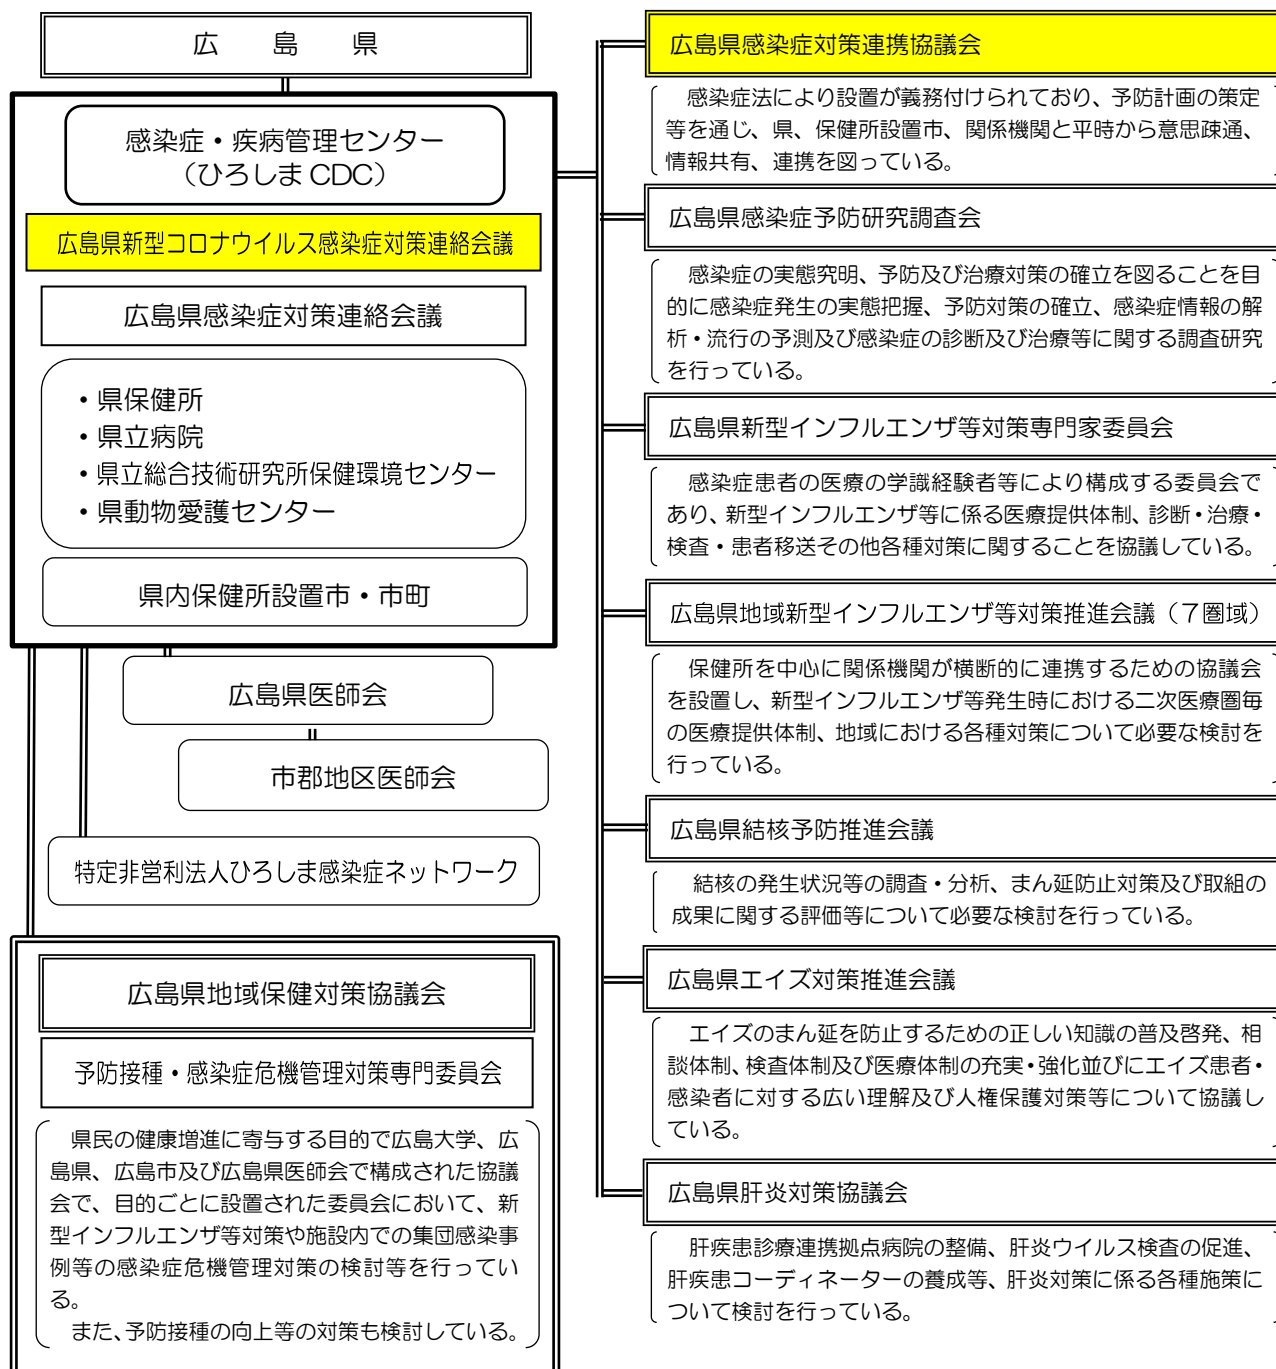 広島県
感染症・疾病管理センター
（ひろしまCDC）
広島県新型コロナウイルス感染症対策連絡会議
広島県感染症対策連絡会議
・県保健所
・県立病院
・県立総合技術研究所保健環境センター
・県動物愛護センター
県内保健所設置市・市町
広島県医師会
市郡地区医師会
特定非営利法人ひろしま感染症ネットワーク
広島県地域保健対策協議会
予防接種・感染症危機管理対策専門委員会
県民の健康増進に寄与する目的で広島大学、広
島県、広島市及び広島県医師会で構成された協議
会で、目的ごとに設置された委員会において、新
型インフルエンザ等対策や施設内での集団感染事
例等の感染症危機管理対策の検討等を行ってい
る。
また、予防接種の向上等の対策も検討している。
広島県感染症対策連携協議会
感染症法により設置が義務付けられており、予防計画の策定
等を通じ、県、保健所設置市、関係機関と平時から意思疎通、
情報共有、連携を図っている。
広島県感染症予防研究調査会
感染症の実態究明、予防及び治療対策の確立を図ることを目
的に感染症発生の実態把握、予防対策の確立、感染症情報の解
析・流行の予測及び感染症の診断及び治療等に関する調査研究
を行っている。
広島県新型インフルエンザ等対策専門家委員会
感染症患者の医療の学識経験者等により構成する委員会で
あり、新型インフルエンザ等に係る医療提供体制、診断・治療・
検査・患者移送その他各種対策に関することを協議している。
広島県地域新型インフルエンザ等対策推進会議（７圏域）
保健所を中心に関係機関が横断的に連携するための協議会
を設置し、新型インフルエンザ等発生時における二次医療圏毎
の医療提供体制、地域における各種対策について必要な検討を
行っている。
広島県結核予防推進会議
結核の発生状況等の調査・分析、まん延防止対策及び取組の
成果に関する評価等について必要な検討を行っている。
広島県エイズ対策推進会議
エイズのまん延を防止するための正しい知識の普及啓発、相
談体制、検査体制及び医療体制の充実・強化並びにエイズ患者・
感染者に対する広い理解及び人権保護対策等について協議し
ている。
広島県肝炎対策協議会
肝疾患診療連携拠点病院の整備、肝炎ウイルス検査の促進、
肝疾患コーディネーターの養成等、肝炎対策に係る各種施策に
ついて検討を行っている。